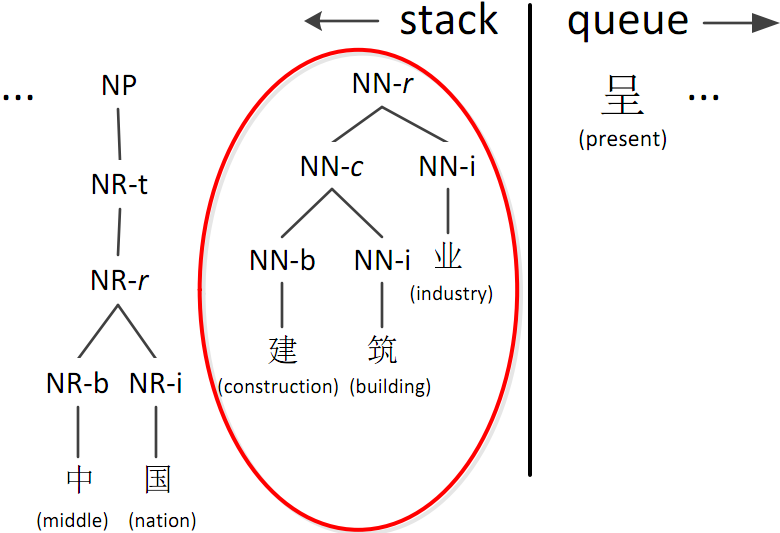 stack queue
... NP NN-r 呈 ...
(present)
NR-t NN-c NN-i
NR-r NN-b NN-i 业
(industry)
建 筑
NR-b NR-i (construction) (building)
中 国
(middle) (nation)